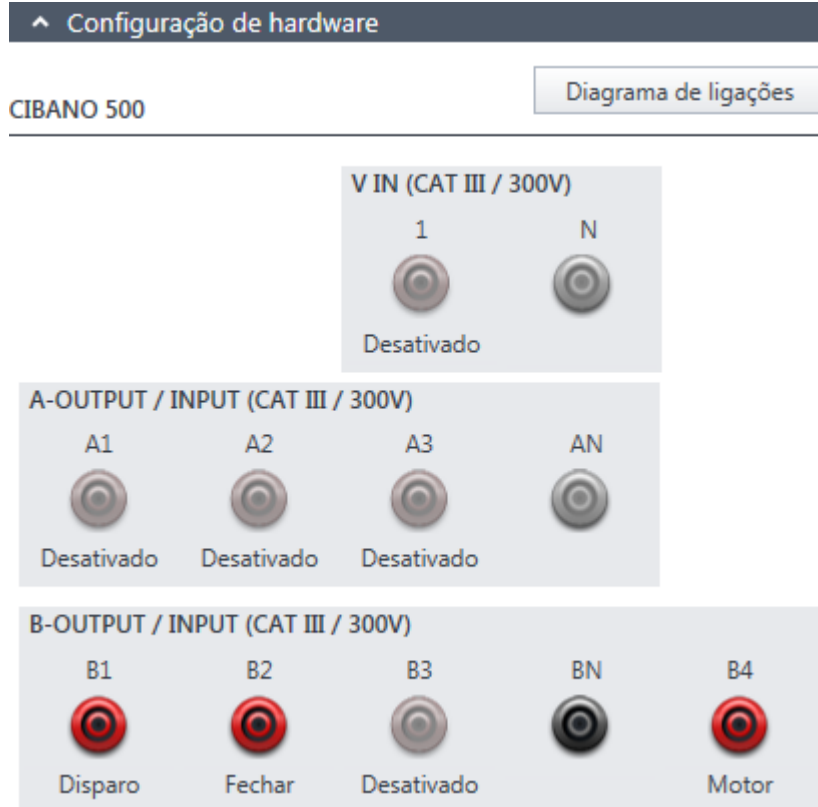 Configuração de hardware
Diagrama de ligações
CIBANO 500
V IN (CAT III / 300V)
1 N
Desativado
A-OUTPUT / INPUT (CAT III / 300V)
A1 A2 A3 AN
Desativado Desativado Desativado
B-OUTPUT / INPUT (CAT III / 300V)
B1 B2 B3 BN B4
Disparo Fechar Desativado Motor